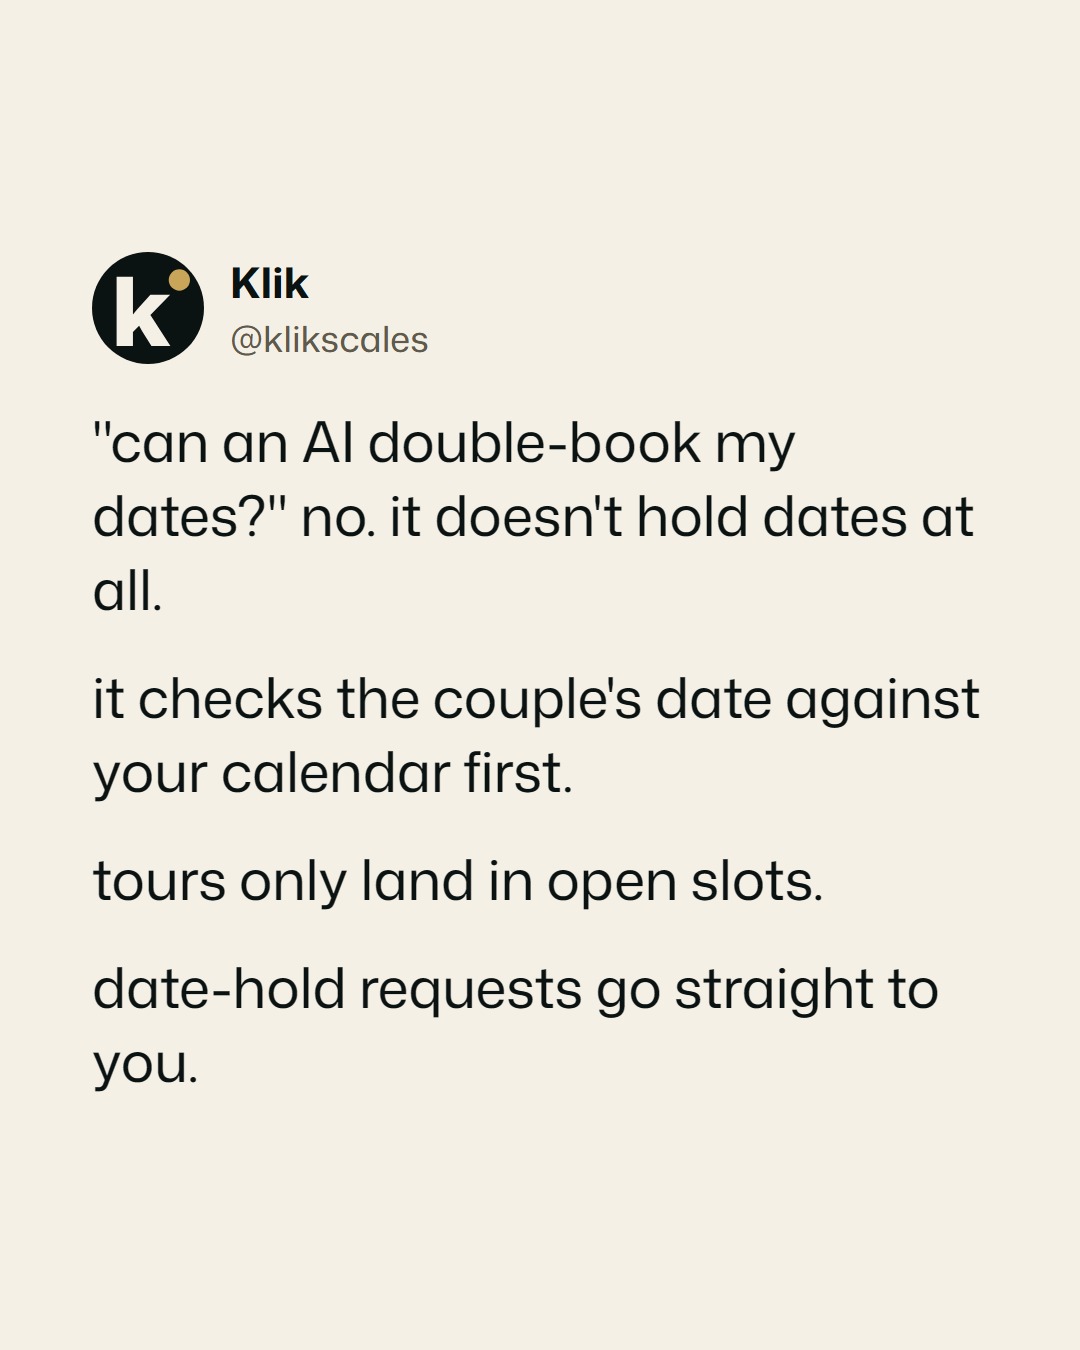 k
Klik
@klikscales
"can an AI double-book my
dates?" no. it doesn't hold dates at
all.
it checks the couple's date against
your calendar first.
tours only land in open slots.
date-hold requests go straight to
you.